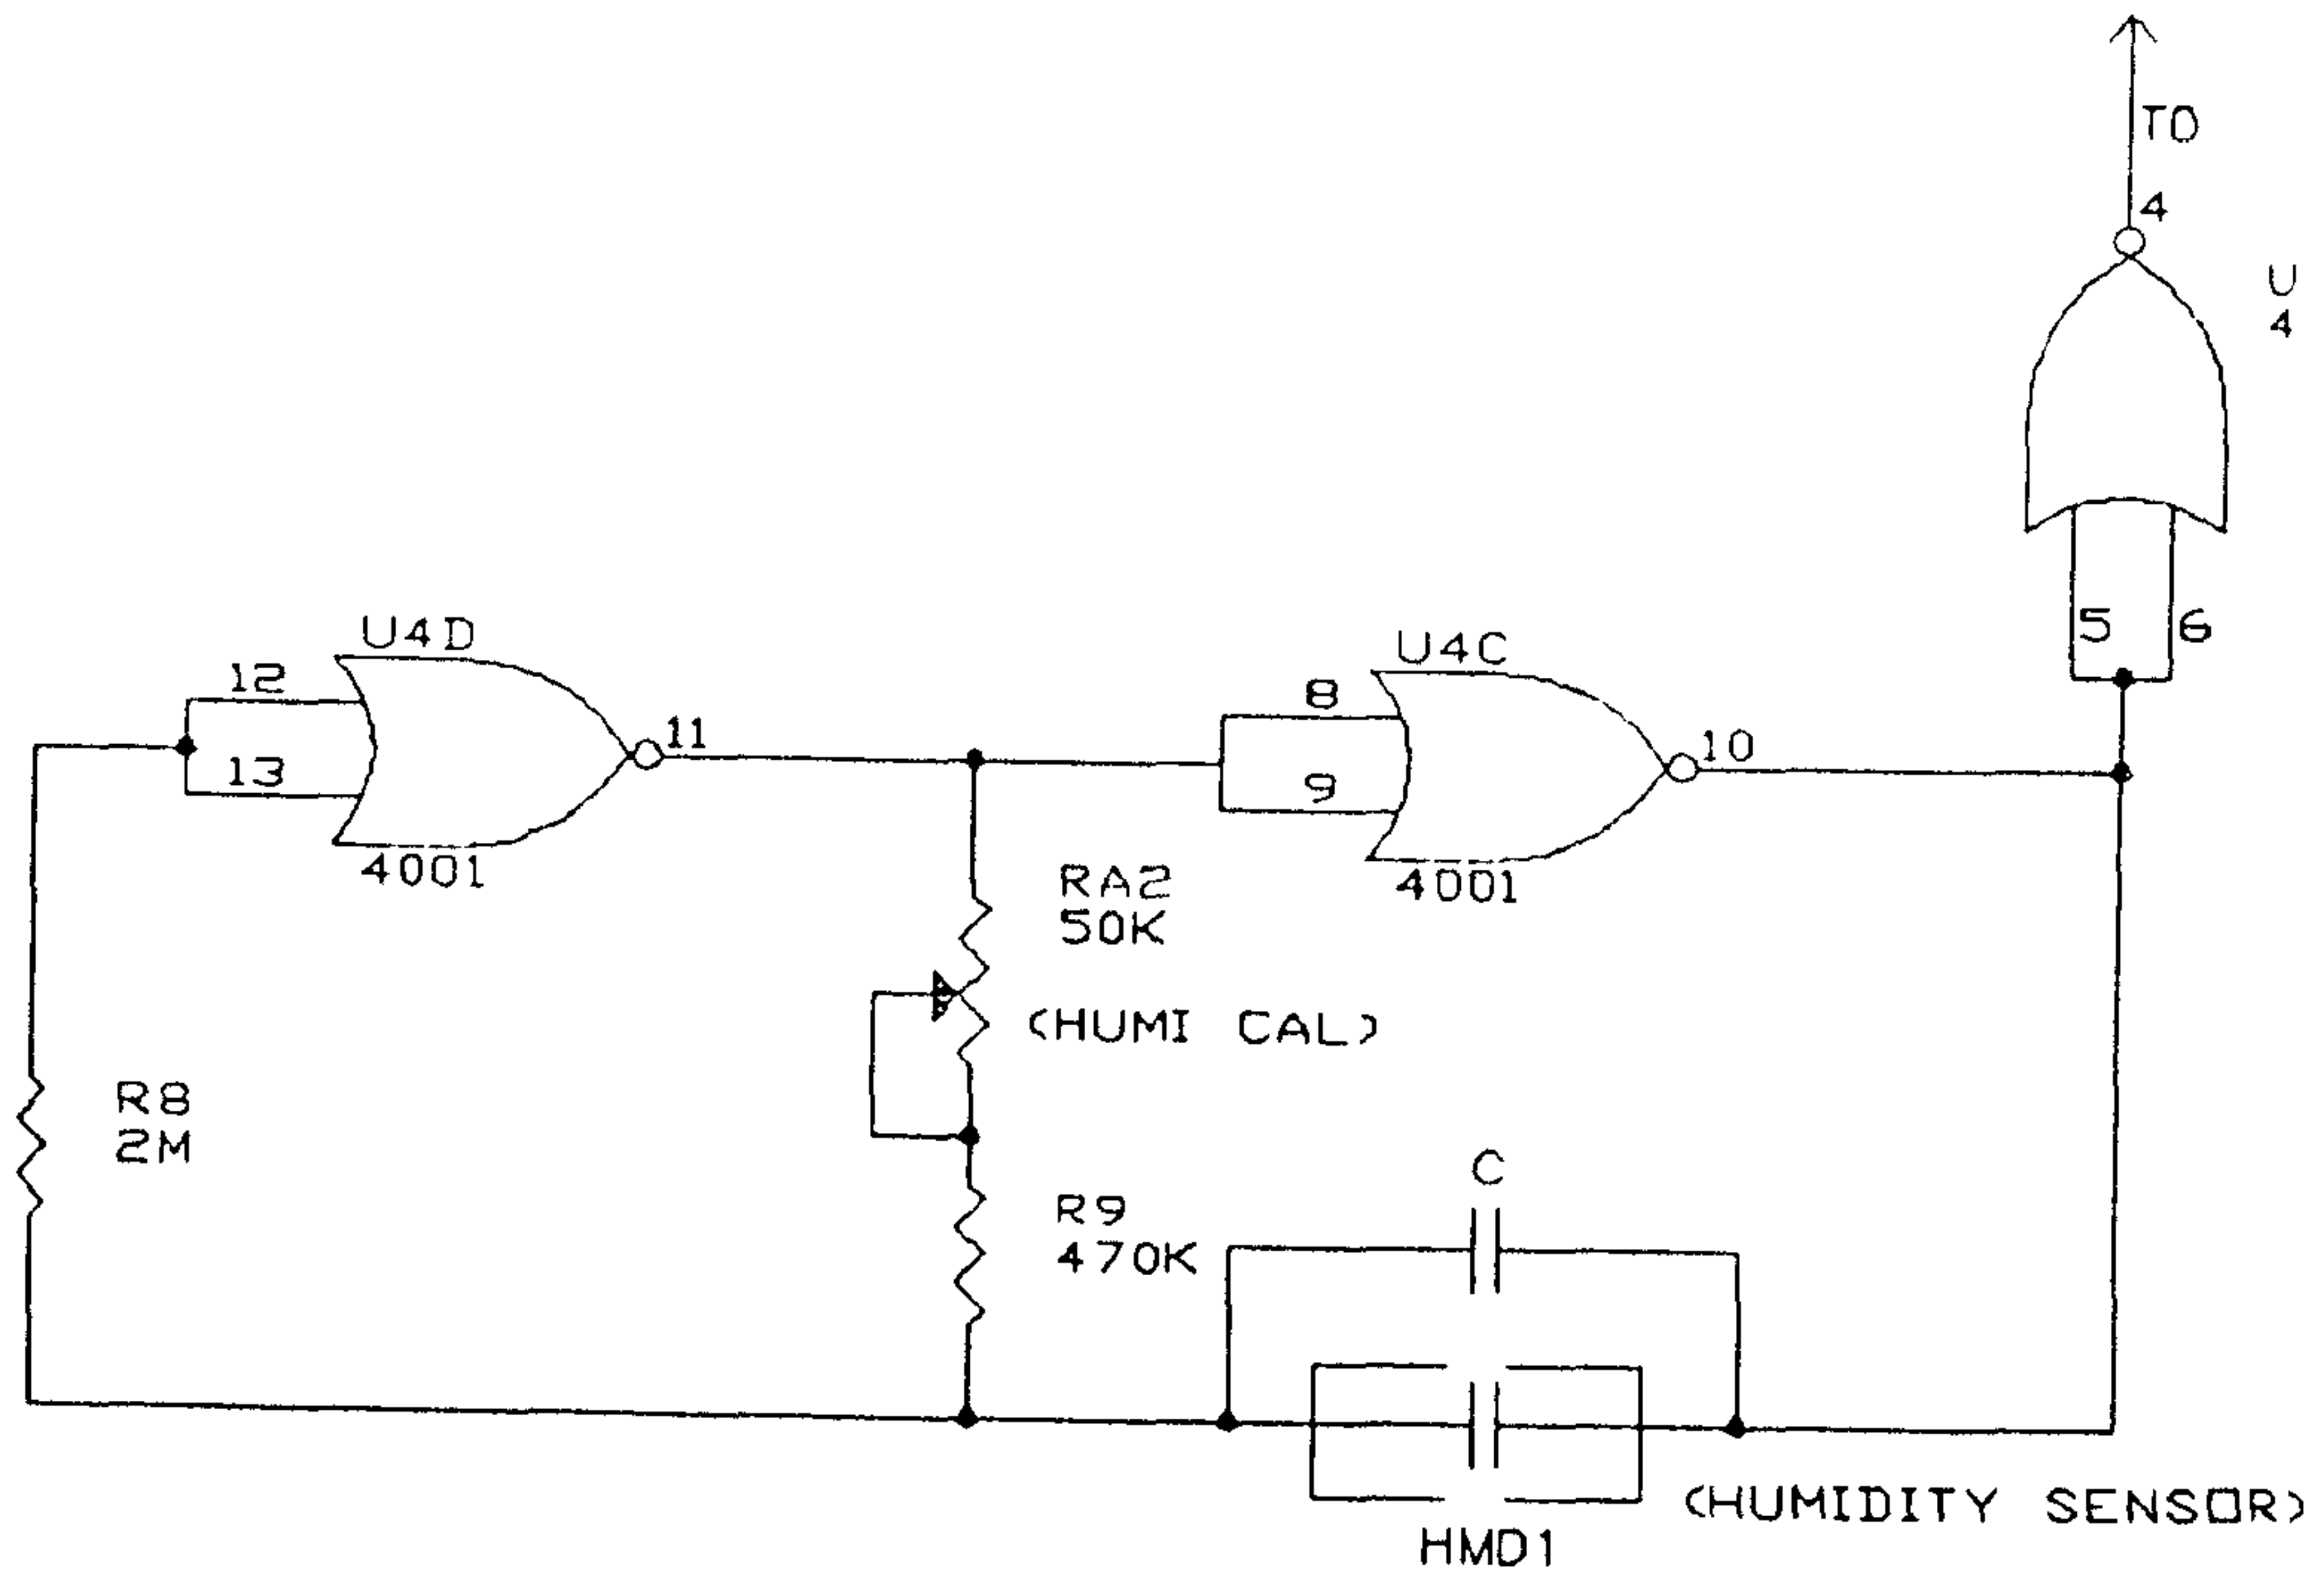 TO
4
U
4
5
6
U4D
12
13
11
4001
U4C
8
9
10
4001
RA2
50K
(HUMI CAL)
R8
2M
R9
470K
C
(HUMIDITY SENSOR)
HMD1